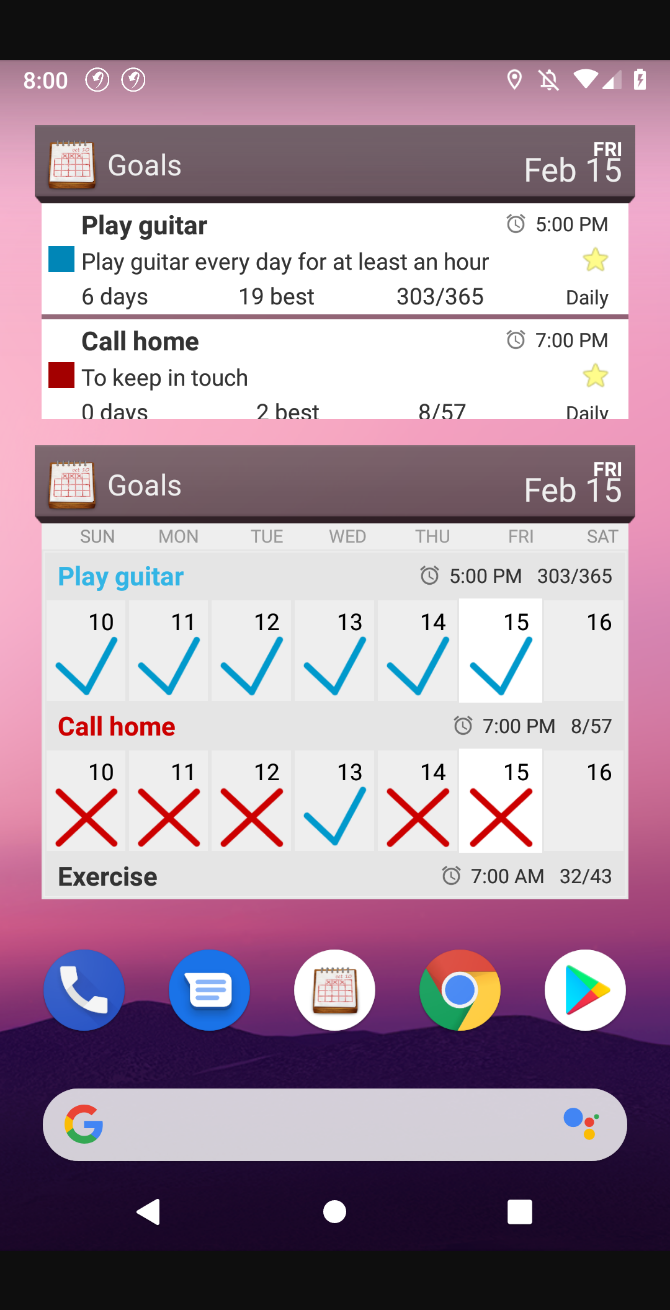 8:00
Goals
FRI
Feb 15
Play guitar 5:00 PM
Play guitar every day for at least an hour
6 days 19 best 303/365 Daily
Call home 7:00 PM
To keep in touch
0 days 2 best 8/57 Daily
Goals
FRI
Feb 15
SUN MON TUE WED THU FRI SAT
Play guitar 5:00 PM 303/365
10 11 12 13 14 15 16
Call home 7:00 PM 8/57
10 11 12 13 14 15 16
Exercise 7:00 AM 32/43